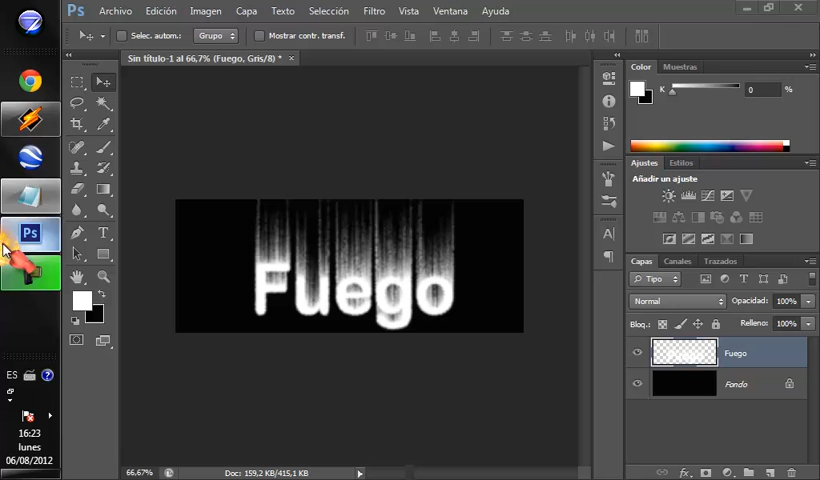 Ps Archivo Edición Imagen Capa Texto Selección Filtro Vista Ventana Ayuda
Selec. autom.: Grupo Mostrar contr. transf.
Sin título-1 al 66,7% (Fuego, Gris/8) * ×
Color Muestras
K 0 %
Ajustes Estilos
Añadir un ajuste
Fuego
Ps
Capas Canales Trazados
Tipo
Normal Opacidad: 100%
Bloq.: Relleno: 100%
Fuego
Fondo
ES
16:23
lunes
06/08/2012
66,67% Doc: 159,2 KB/415,1 KB